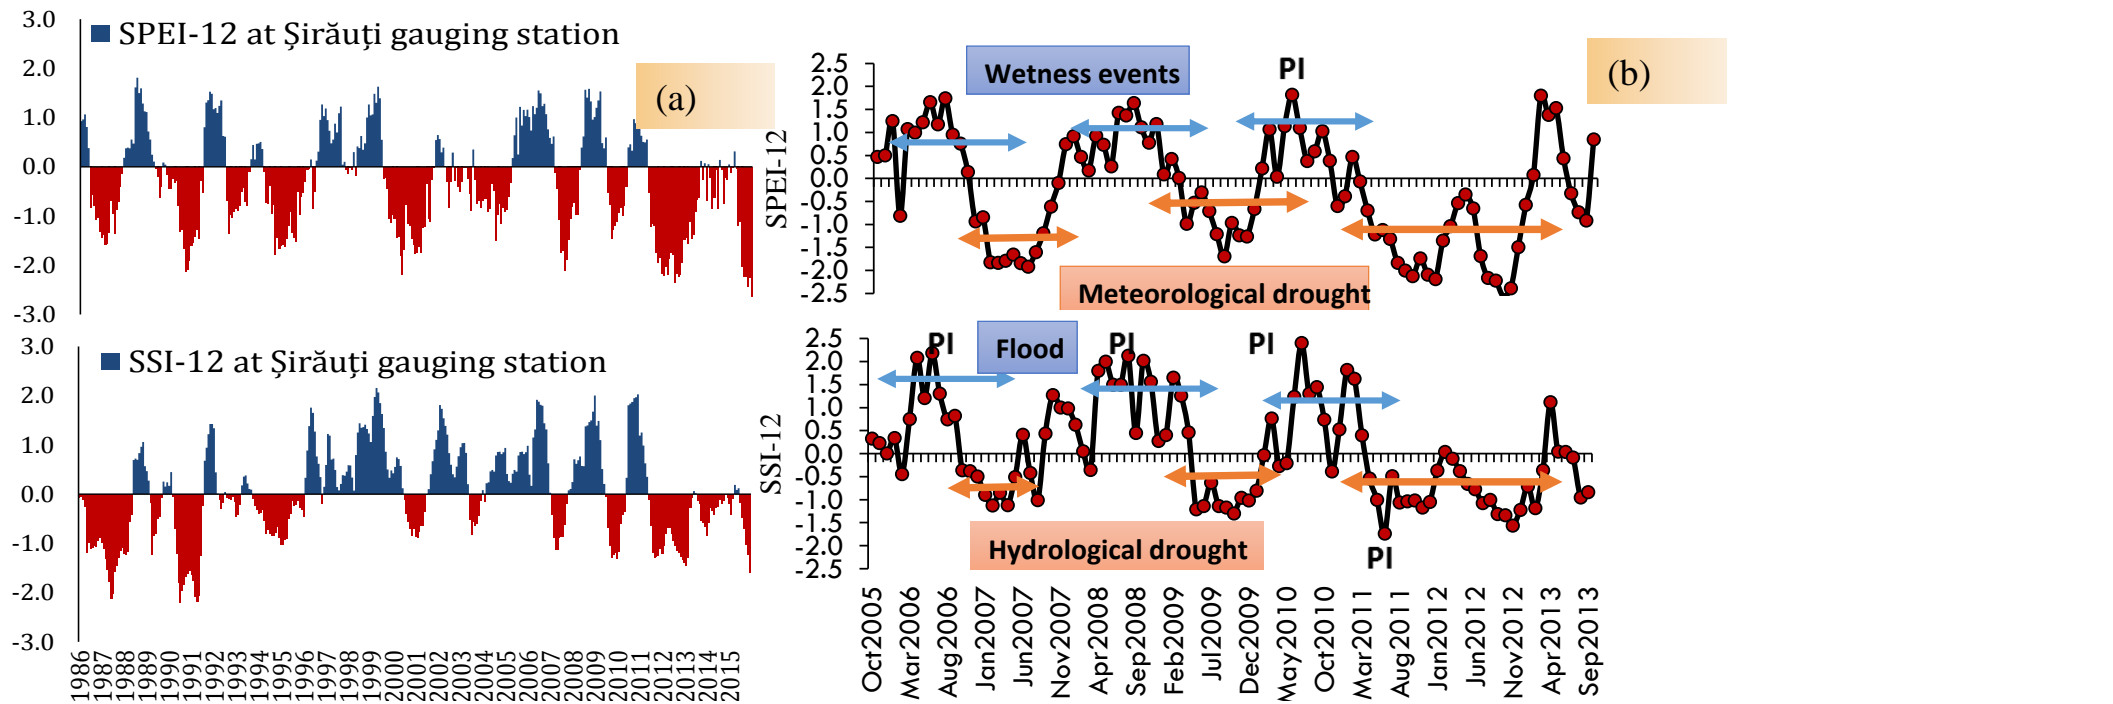 3.0
2.0
1.0
0.0
-1.0
-2.0
-3.0
SPEI-12 at Șirăuți gauging station
(a)
3.0
2.0
1.0
0.0
-1.0
-2.0
-3.0
SSI-12 at Șirăuți gauging station
1986
1986
1987
1988
1989
1990
1991
1992
1993
1994
1995
1996
1997
1998
1999
2000
2001
2002
2003
2004
2005
2006
2007
2008
2009
2010
2011
2012
2013
2014
2015
SPEI-12
2.5
2.0
1.5
1.0
0.5
0.0
-0.5
-1.0
-1.5
-2.0
-2.5
Wetness events
PI
(b)
Meteorological drought
SSI-12
2.5
2.0
1.5
1.0
0.5
0.0
-0.5
-1.0
-1.5
-2.0
-2.5
PI
Flood
PI
PI
Hydrological drought
PI
Oct2005
Mar2006
Aug2006
Jan2007
Jun2007
Nov2007
Apr2008
Sep2008
Feb2009
Jul2009
Dec2009
May2010
Oct2010
Mar2011
Aug2011
Jan2012
Jun2012
Nov2012
Apr2013
Sep2013